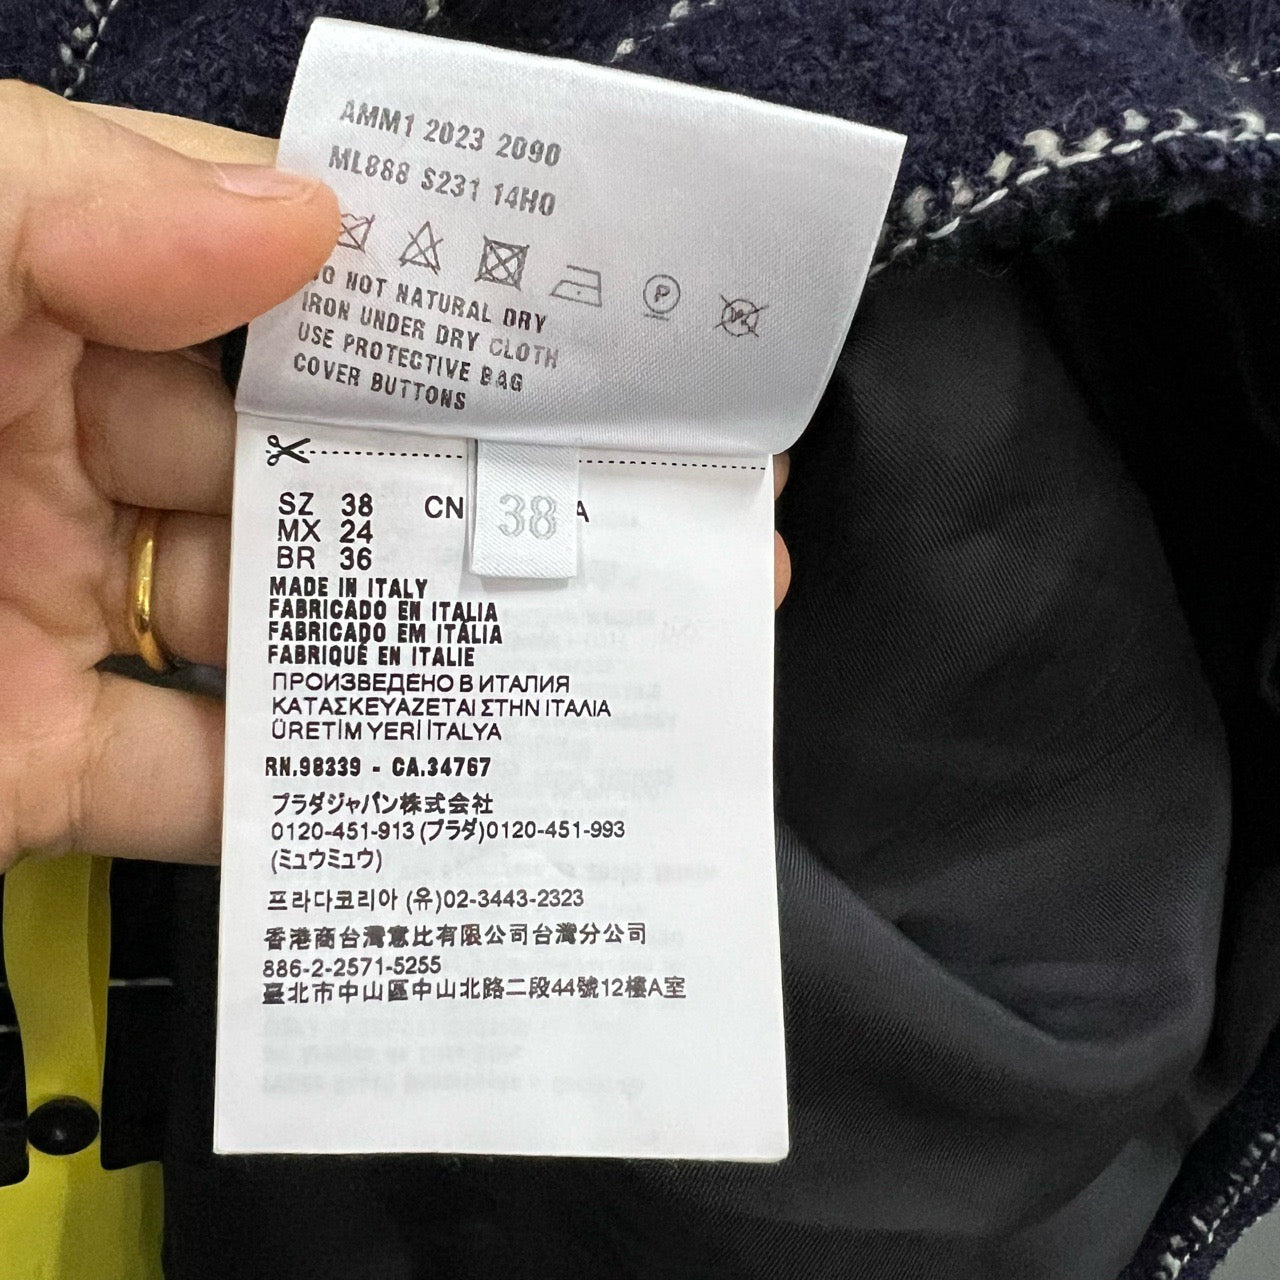 AMM1 2023 2090
ML888 S231 14H0
DO NOT NATURAL DRY
IRON UNDER DRY CLOTH
USE PROTECTIVE BAG
COVER BUTTONS
P
SZ 38 CN A
38
MX 24
BR 36
MADE IN ITALY
FABRICADO EN ITALIA
FABRICADO EM ITÁLIA
FABRIQUÉ EN ITALIE
ПРОИЗВЕДЕНО В ИТАЛИЯ
ΚΑΤΑΣΚΕΥΑΖΕΤΑΙ ΣΤΗΝ ΙΤΑΛΙΑ
ÜRETİM YERİ İTALYA
RN.98339 - CA.34767
プラダジャパン株式会社
0120-451-913 (プラダ)0120-451-993
(ミュウミュウ)
프라다코리아 (유)02-3443-2323
香港商台灣意比有限公司台灣分公司
886-2-2571-5255
臺北市中山區中山北路二段44號12樓A室